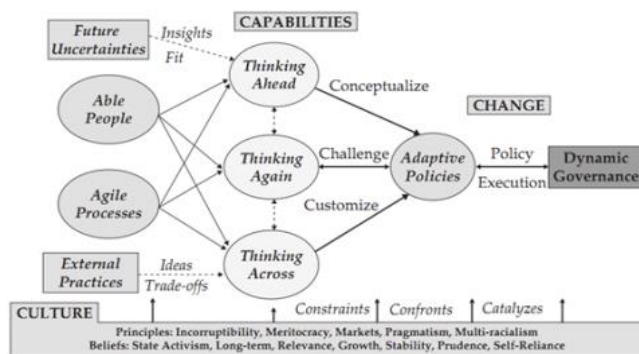 CAPABILITIES
Future
Uncertainties
Insights
Fit
Thinking
Ahead
Conceptualize
CHANGE
Able
People
Thinking
Again
Challenge
Adaptive
Policies
Policy
Execution
Dynamic
Governance
Agile
Processes
Customize
External
Practices
Ideas
Trade-offs
Thinking
Across
CULTURE
Constraints
Confronts
Catalyzes
Principles: Incorruptibility, Meritocracy, Markets, Pragmatism, Multi-racialism
Beliefs: State Activism, Long-term, Relevance, Growth, Stability, Prudence, Self-Reliance